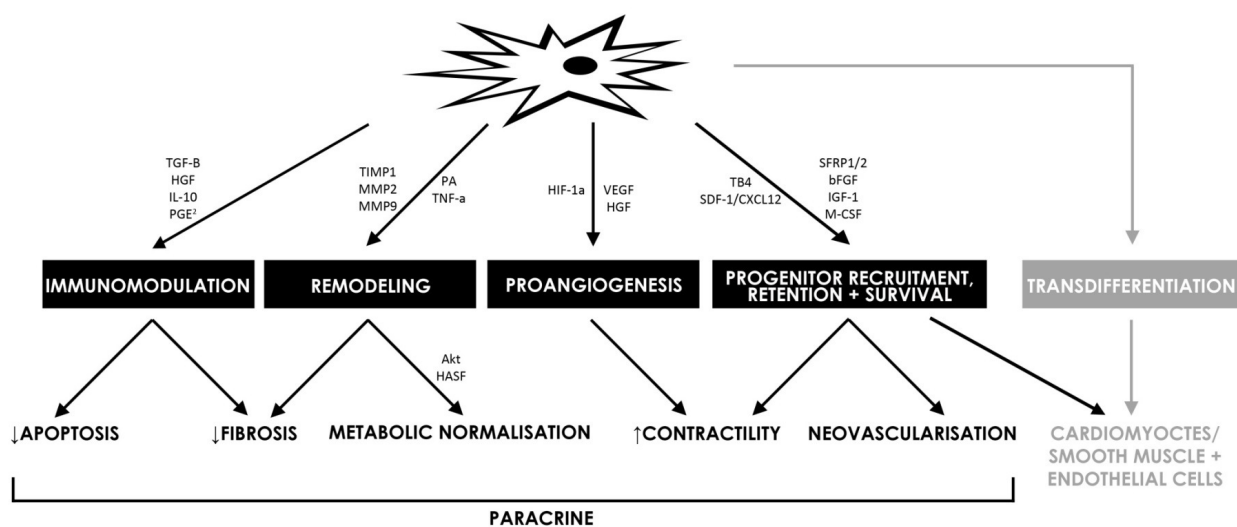 TGF-B
HGF
IL-10
PGE²
TIMP1
MMP2
MMP9
PA
TNF-a
HIF-1a
VEGF
HGF
TB4
SDF-1/CXCL12
SFRP1/2
bFGF
IGF-1
M-CSF
IMMUNOMODULATION
REMODELING
PROANGIOGENESIS
PROGENITOR RECRUITMENT,
RETENTION + SURVIVAL
TRANSDIFFERENTIATION
Akt
HASF
↓APOPTOSIS
↓FIBROSIS
METABOLIC NORMALISATION
↑CONTRACTILITY
NEOVASCULARISATION
CARDIOMYOCTES/
SMOOTH MUSCLE +
ENDOTHELIAL CELLS
PARACRINE